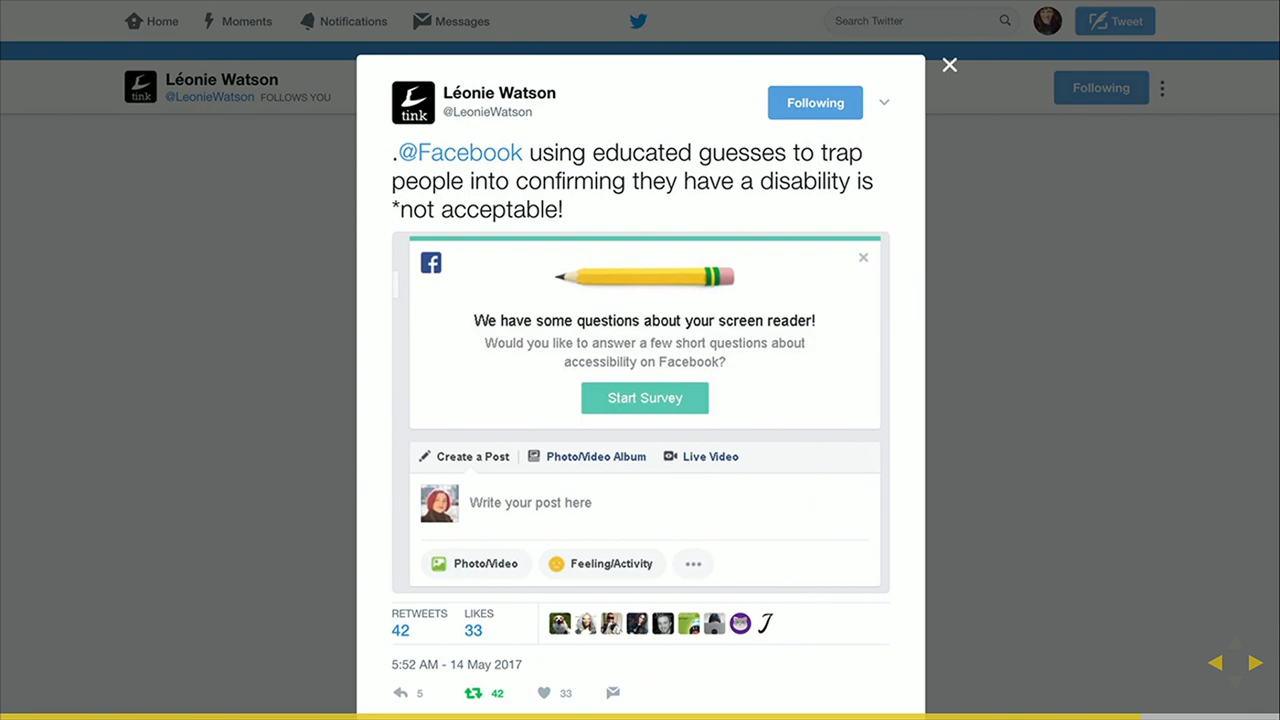 Home Moments Notifications Messages Search Twitter Tweet
Léonie Watson
@LeonieWatson FOLLOWS YOU
Following
tink
Léonie Watson
@LeonieWatson
Following
tink
.@Facebook using educated guesses to trap
people into confirming they have a disability is
*not acceptable!
We have some questions about your screen reader!
Would you like to answer a few short questions about
accessibility on Facebook?
Start Survey
Create a Post Photo/Video Album Live Video
Write your post here
Photo/Video Feeling/Activity
RETWEETS LIKES
42 33
5:52 AM - 14 May 2017
5 42 33